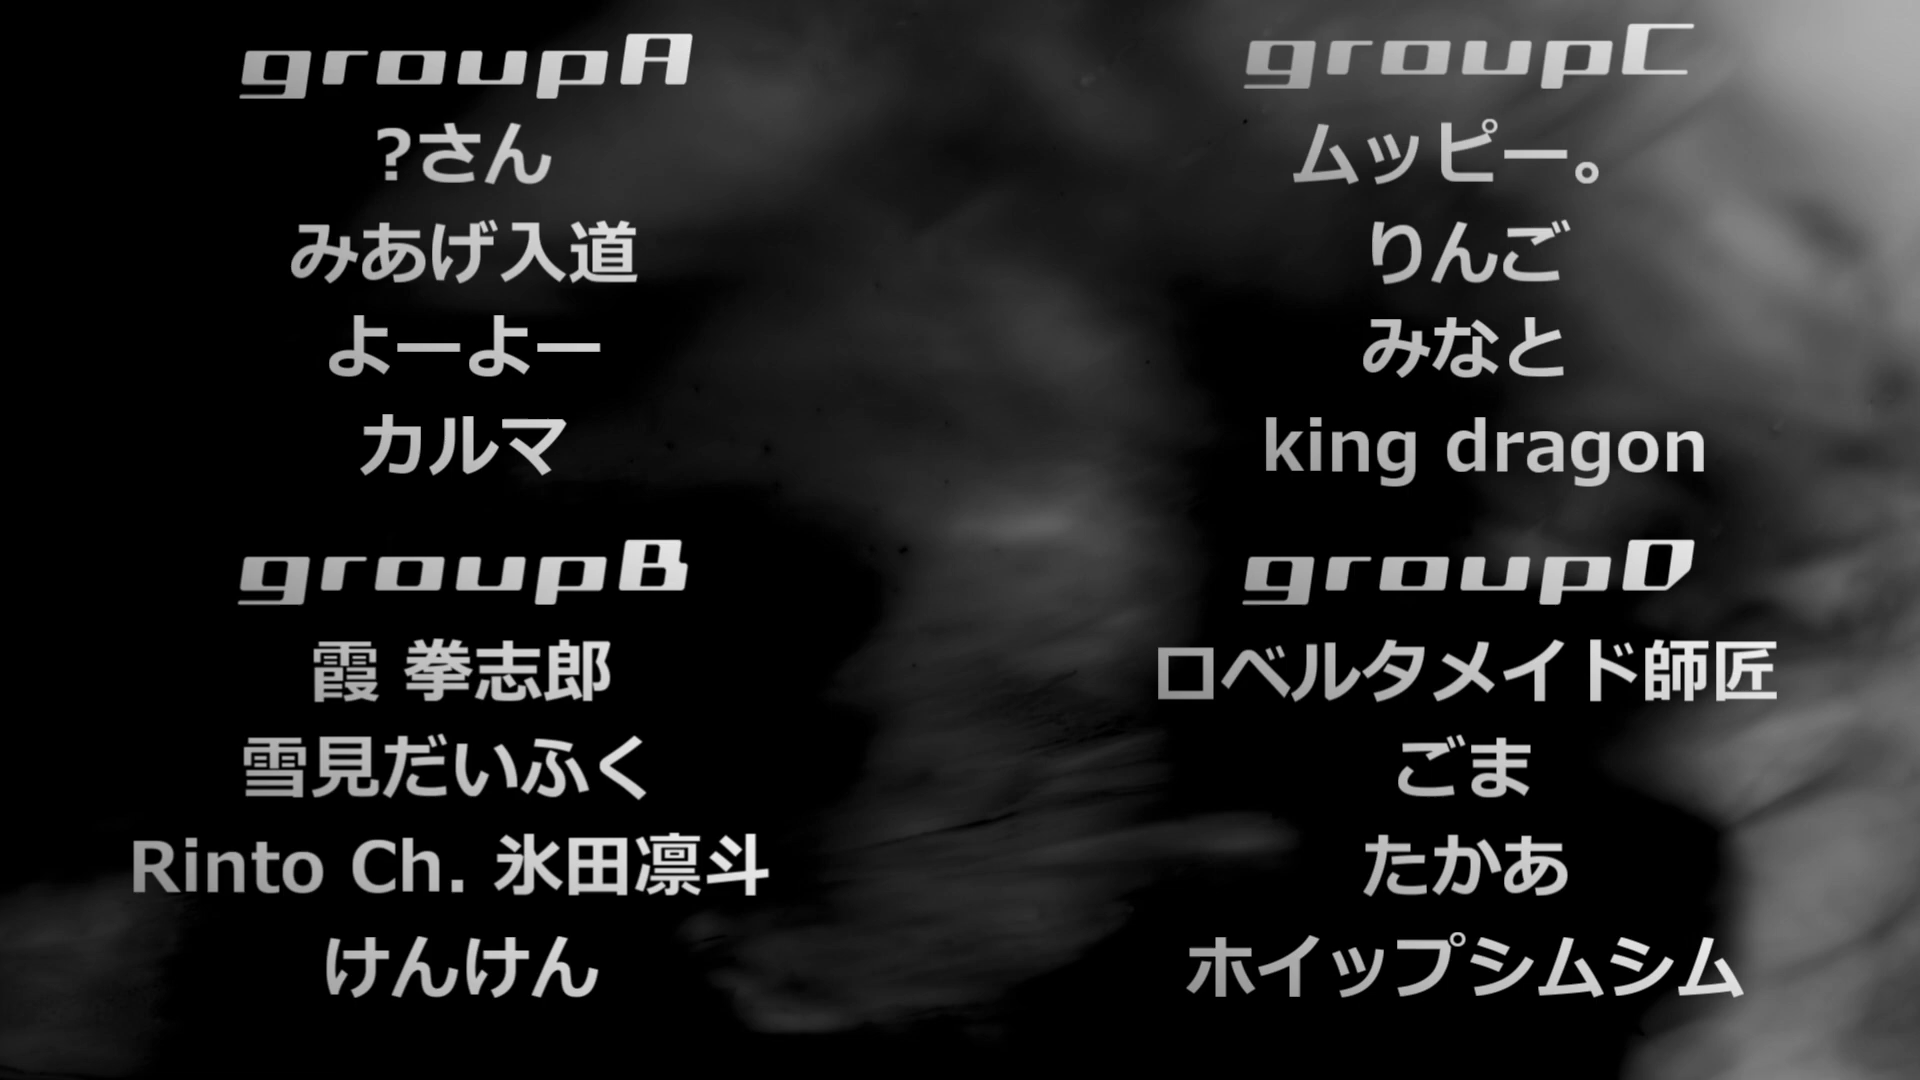 groupA
?さん
みあげ入道
よーよー
カルマ
groupB
霞 拳志郎
雪見だいふく
Rinto Ch. 氷田凛斗
けんけん
groupC
ムッピー。
りんご
みなと
king dragon
groupD
ロベルタメイド師匠
ごま
たかあ
ホイップシムシム